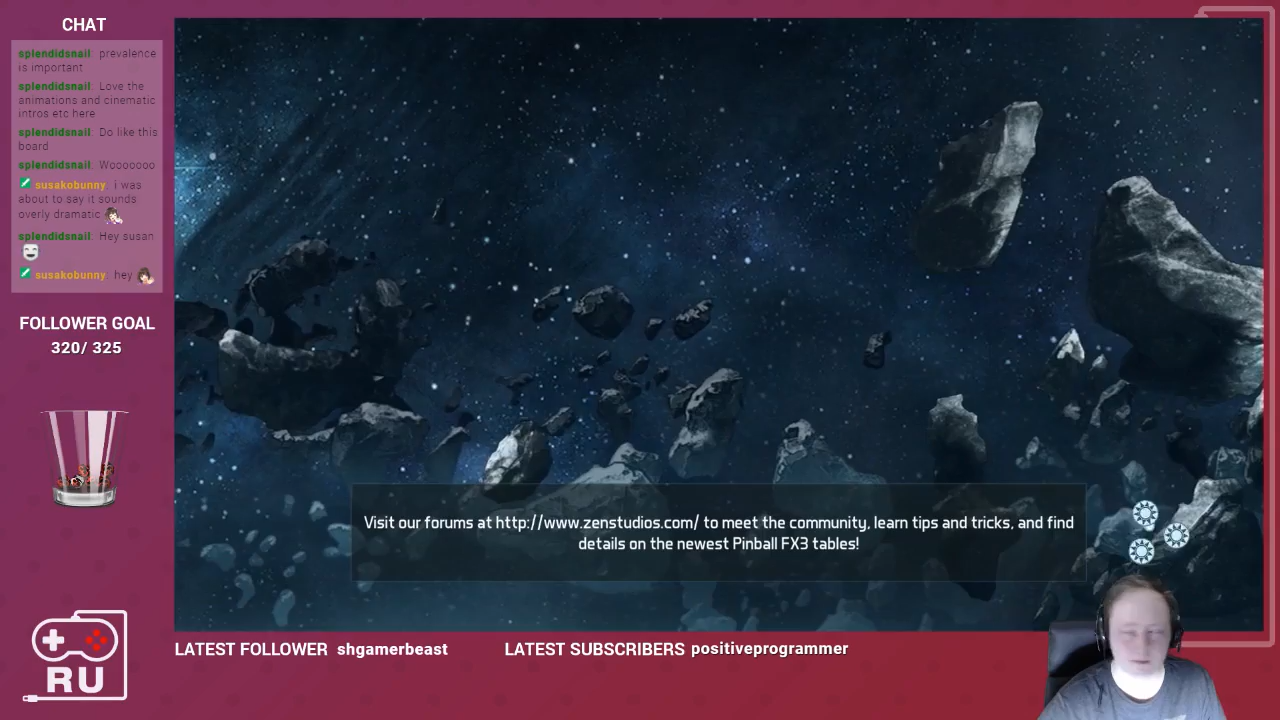 CHAT
splendidsnail: prevalence
is important
splendidsnail: Love the
animations and cinematic
intros etc here
splendidsnail: Do like this
board
splendidsnail: Wooooooo
susakobunny: i was
about to say it sounds
overly dramatic
splendidsnail: Hey susan
susakobunny: hey
FOLLOWER GOAL
320/ 325
RU
Visit our forums at http://www.zenstudios.com/ to meet the community, learn tips and tricks, and find
details on the newest Pinball FX3 tables!
LATEST FOLLOWER shgamerbeast
LATEST SUBSCRIBERS positiveprogrammer